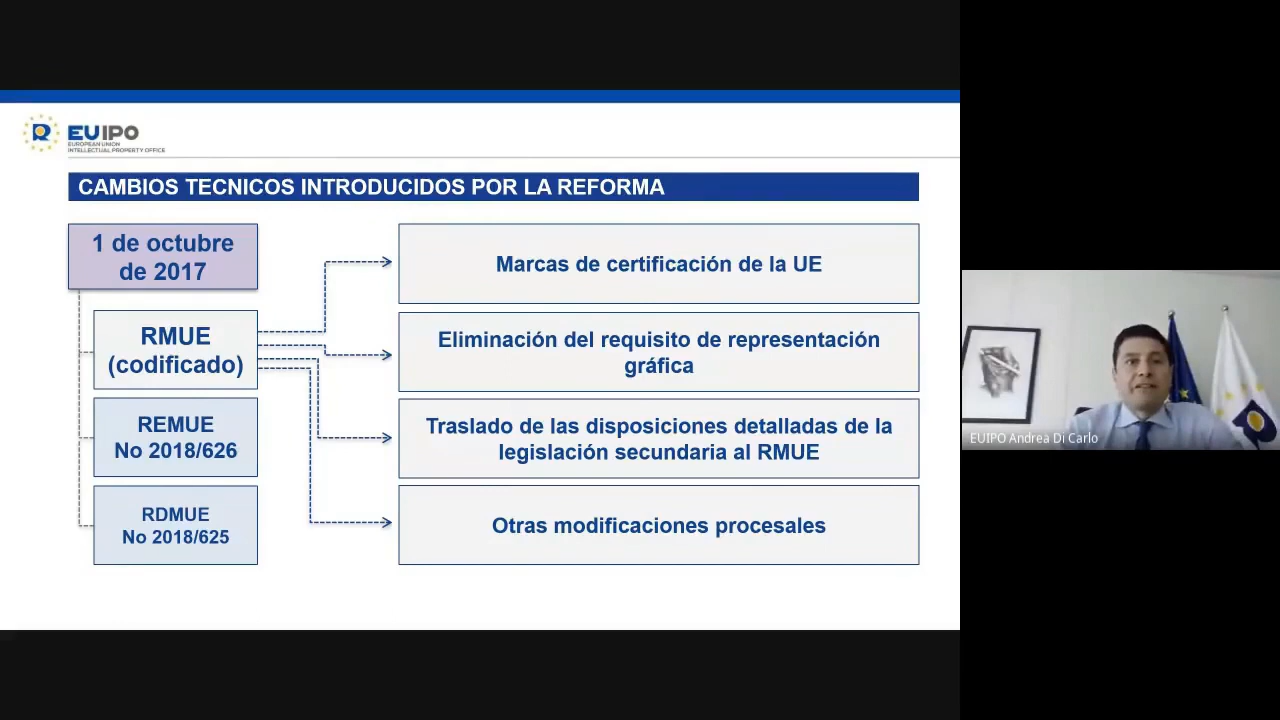 EUIPO
EUROPEAN UNION
INTELLECTUAL PROPERTY OFFICE
CAMBIOS TECNICOS INTRODUCIDOS POR LA REFORMA
1 de octubre
de 2017
RMUE
(codificado)
REMUE
No 2018/626
RDMUE
No 2018/625
Marcas de certificación de la UE
Eliminación del requisito de representación
gráfica
Traslado de las disposiciones detalladas de la
legislación secundaria al RMUE
Otras modificaciones procesales
EUIPO Andrea Di Carlo